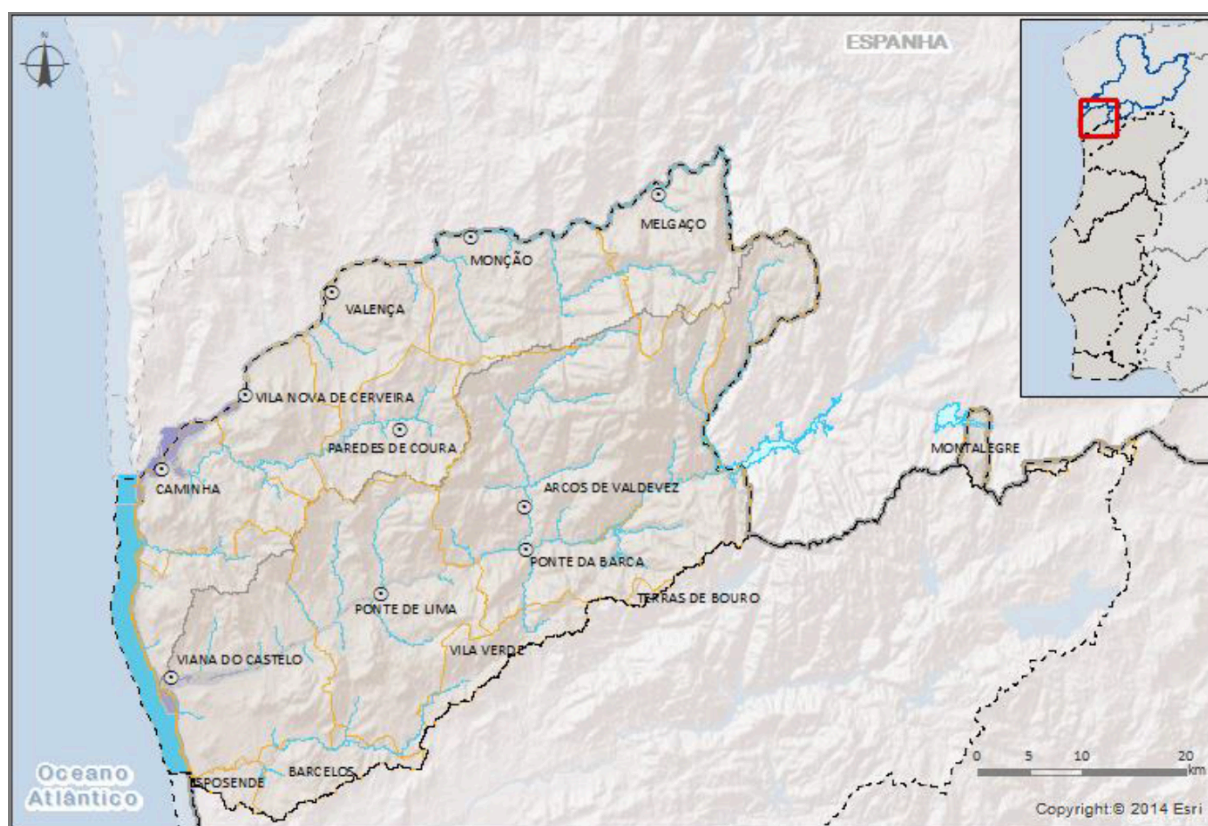 N
ESPANHA
MELGAÇO
MONÇÃO
VALENÇA
VILA NOVA DE CERVEIRA
PAREDES DE COURA
MONTALEGRE
CAMINHA
ARCOS DE VALDEVEZ
PONTE DA BARCA
TERRAS DE BOURO
PONTE DE LIMA
VILA VERDE
VIANA DO CASTELO
0 5 10 20
km
BARCELOS
ESPOSENDE
Oceano
Atlântico
Copyright:© 2014 Esri